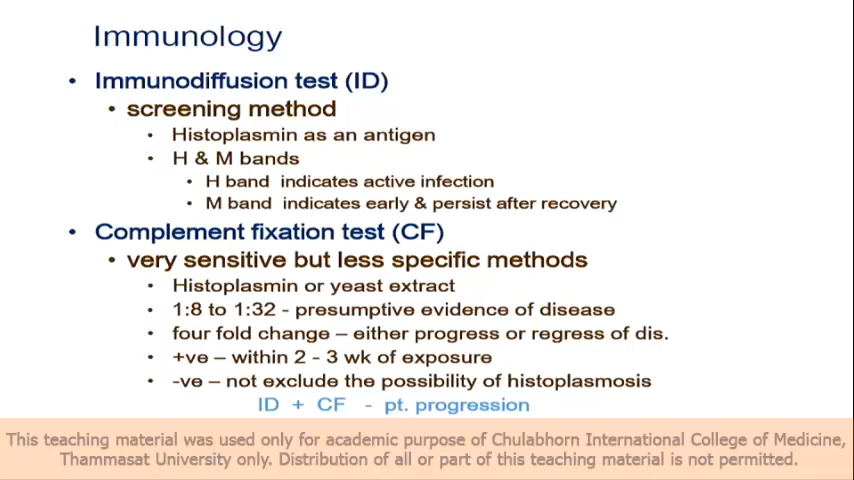 Immunology
• Immunodiffusion test (ID)
• screening method
• Histoplasmin as an antigen
• H & M bands
• H band indicates active infection
• M band indicates early & persist after recovery
• Complement fixation test (CF)
• very sensitive but less specific methods
• Histoplasmin or yeast extract
• 1:8 to 1:32 - presumptive evidence of disease
• four fold change – either progress or regress of dis.
• +ve – within 2 - 3 wk of exposure
• -ve – not exclude the possibility of histoplasmosis
ID + CF - pt. progression
This teaching material was used only for academic purpose of Chulabhorn International College of Medicine,
Thammasat University only. Distribution of all or part of this teaching material is not permitted.